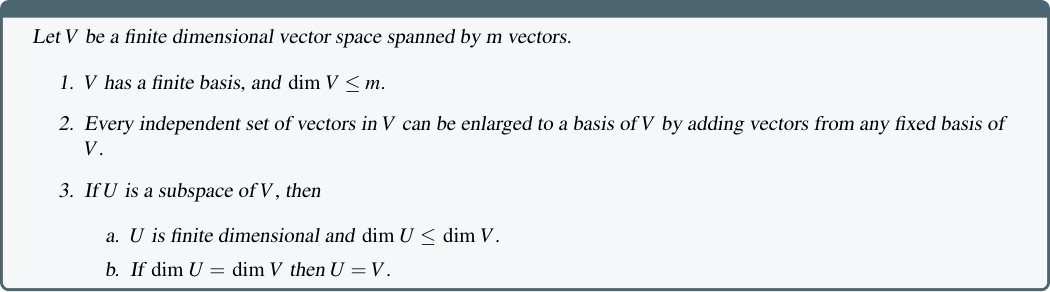 Let V be a finite dimensional vector space spanned by m vectors.
1. V has a finite basis, and dim V ≤ m.
2. Every independent set of vectors in V can be enlarged to a basis of V by adding vectors from any fixed basis of
V.
3. If U is a subspace of V, then
a. U is finite dimensional and dim U ≤ dim V.
b. If dim U = dim V then U = V.